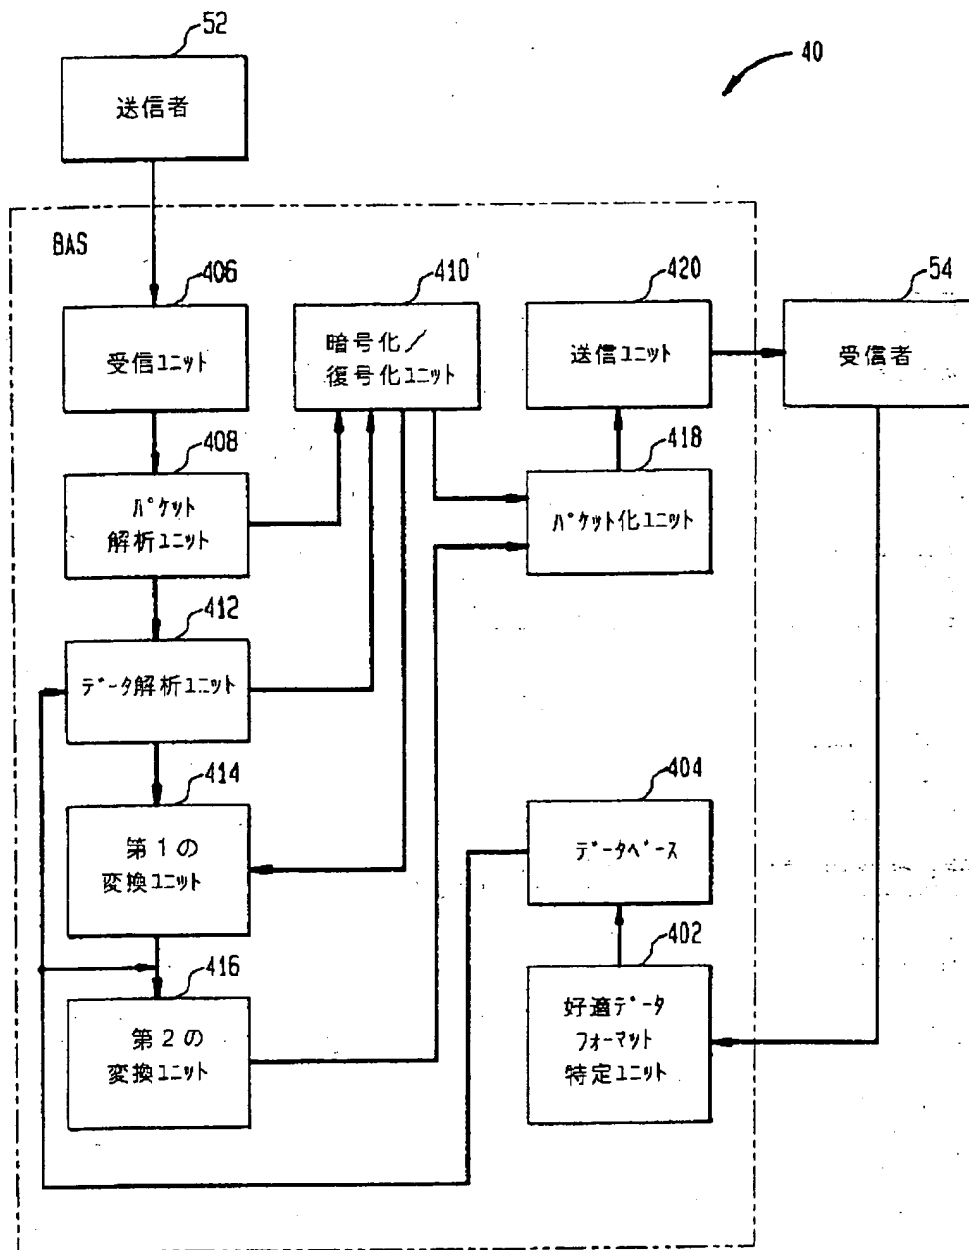 52
送信者
40
BAS
406
受信ユニット
410
暗号化/
復号化ユニット
420
送信ユニット
54
受信者
408
パケット
解析ユニット
418
パケット化ユニット
412
データ解析ユニット
414
第1の
変換ユニット
404
データベース
416
第2の
変換ユニット
402
好適データ
フォーマット
特定ユニット